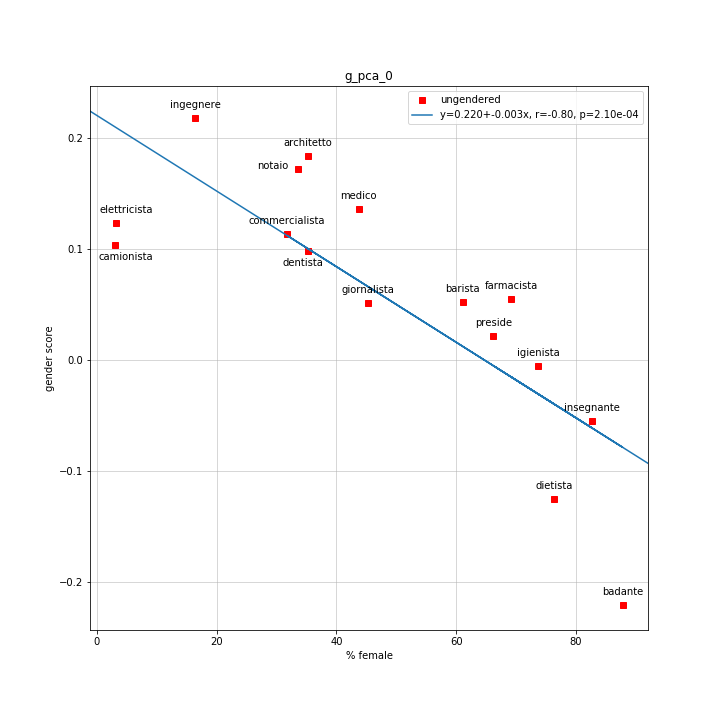 g_pca_0
ungendered
y=0.220+-0.003x, r=-0.80, p=2.10e-04
ingegnere
architetto
notaio
medico
elettricista
commercialista
camionista
dentista
giornalista
barista
farmacista
preside
igienista
insegnante
dietista
badante
gender score
0.2
0.1
0.0
−0.1
−0.2
0
20
40
60
80
% female